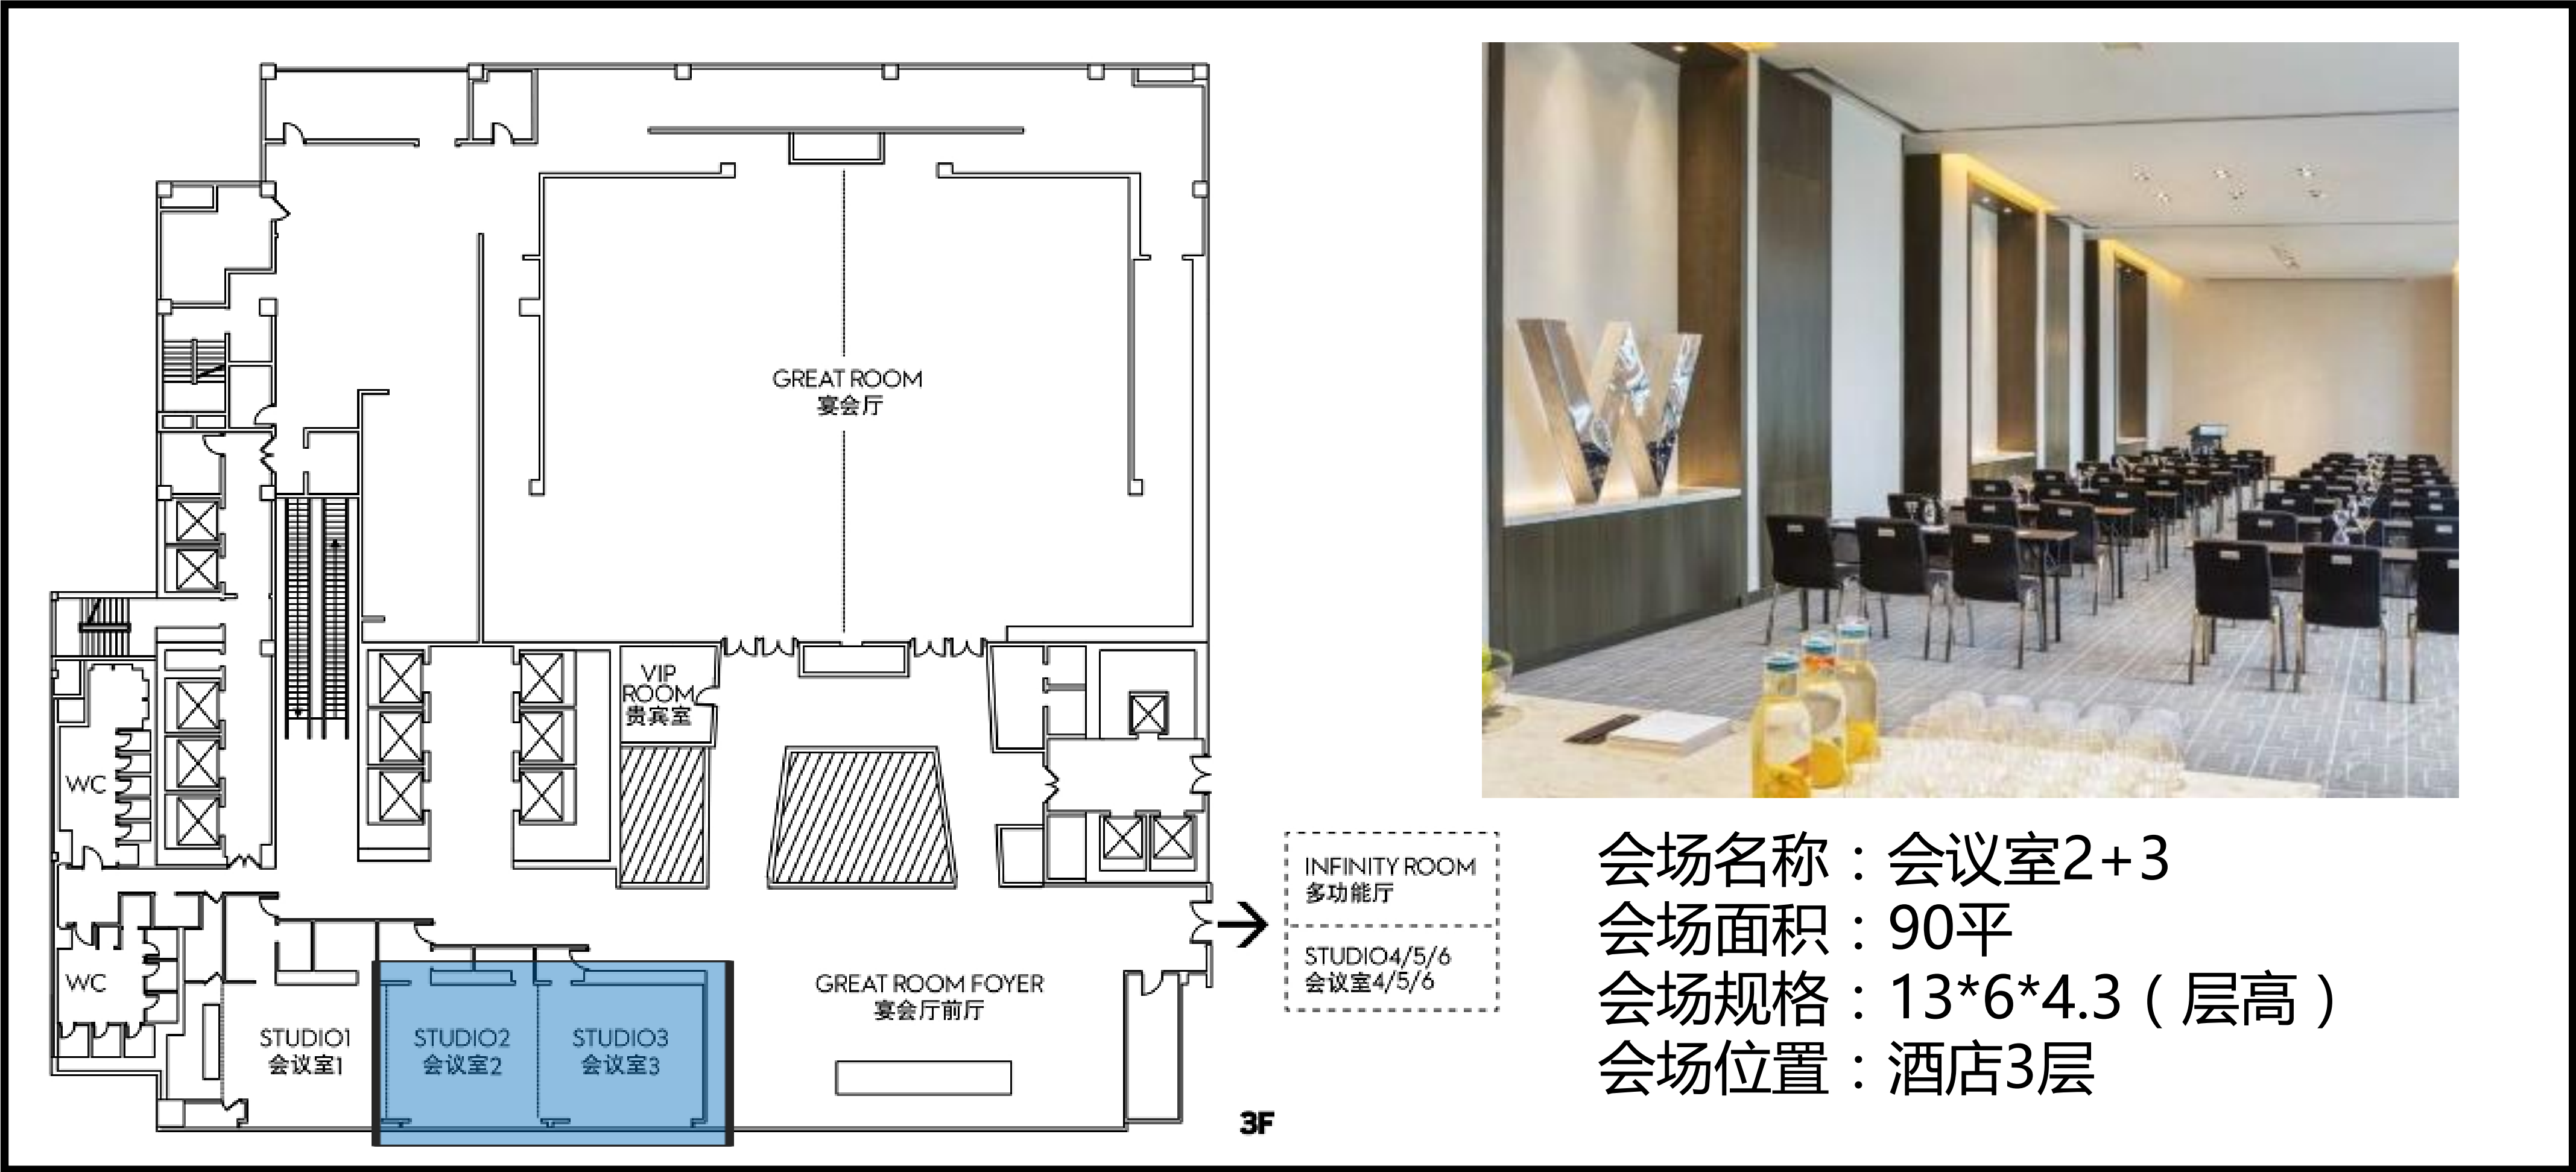 GREAT ROOM
宴会厅
VIP
ROOM
贵宾室
WC
WC
INFINITY ROOM
多功能厅
STUDIO4/5/6
会议室4/5/6
GREAT ROOM FOYER
宴会厅前厅
STUDIO1
会议室1
STUDIO2
会议室2
STUDIO3
会议室3
3F
W
会场名称：会议室2+3
会场面积：90平
会场规格：13*6*4.3（层高）
会场位置：酒店3层